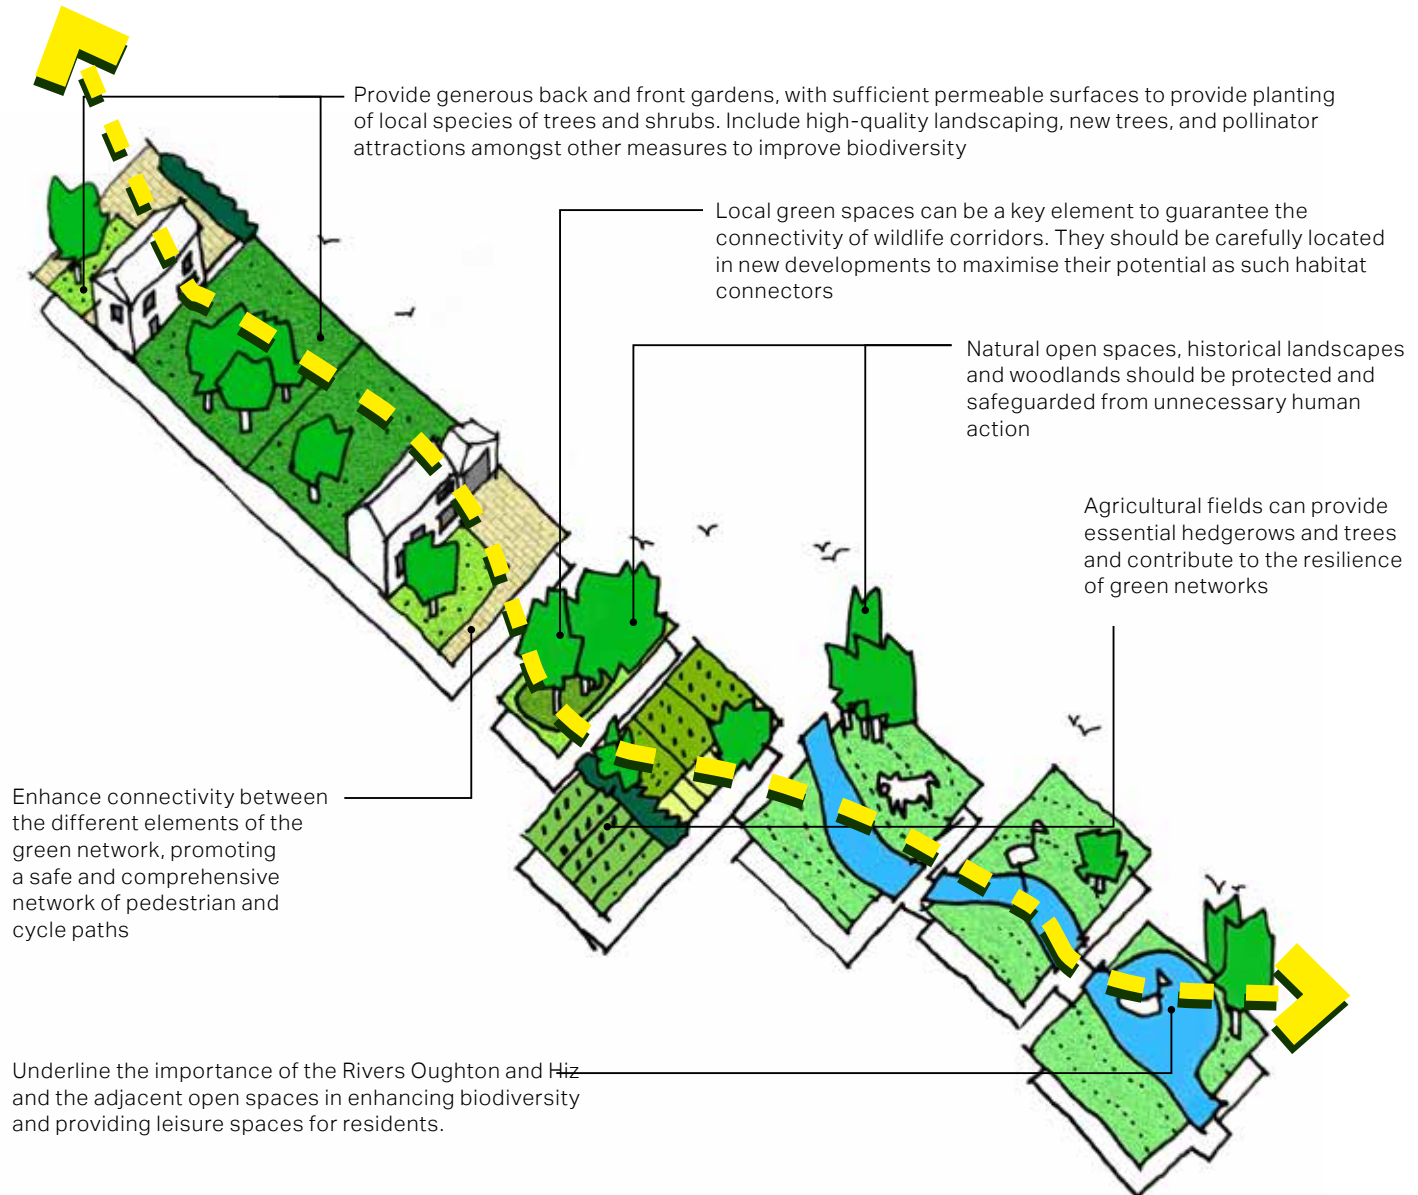 Provide generous back and front gardens, with sufficient permeable surfaces to provide planting
of local species of trees and shrubs. Include high-quality landscaping, new trees, and pollinator
attractions amongst other measures to improve biodiversity
Local green spaces can be a key element to guarantee the
connectivity of wildlife corridors. They should be carefully located
in new developments to maximise their potential as such habitat
connectors
Natural open spaces, historical landscapes
and woodlands should be protected and
safeguarded from unnecessary human
action
Agricultural fields can provide
essential hedgerows and trees
and contribute to the resilience
of green networks
Enhance connectivity between
the different elements of the
green network, promoting
a safe and comprehensive
network of pedestrian and
cycle paths
Underline the importance of the Rivers Oughton and Hiz
and the adjacent open spaces in enhancing biodiversity
and providing leisure spaces for residents.